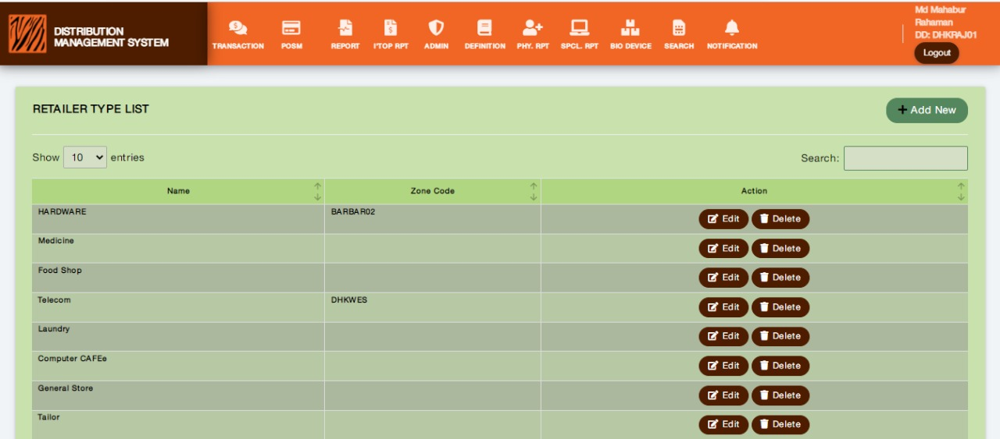 DISTRIBUTION
MANAGEMENT SYSTEM
TRANSACTION
POSM
REPORT
I'TOP RPT
ADMIN
DEFINITION
PHY. RPT
SPCL. RPT
BIO DEVICE
SEARCH
NOTIFICATION
Md Mahabur
Rahaman
DD: DHKRAJ01
Logout
RETAILER TYPE LIST
Add New
Show 10 entries
Search:
Name Zone Code Action
HARDWARE BARBAR02 Edit Delete
Medicine Edit Delete
Food Shop Edit Delete
Telecom DHKWES Edit Delete
Laundry Edit Delete
Computer CAFEe Edit Delete
General Store Edit Delete
Tailor Edit Delete